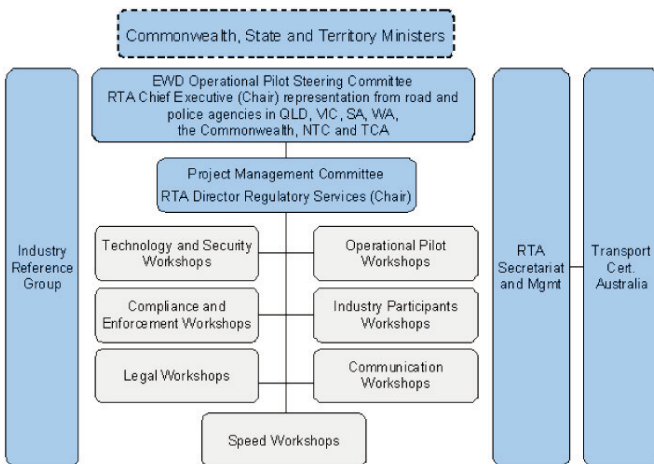 Commonwealth, State and Territory Ministers
EWD Operational Pilot Steering Committee
RTA Chief Executive (Chair) representation from road and
police agencies in QLD, VIC, SA, WA,
the Commonwealth, NTC and TCA
Project Management Committee
RTA Director Regulatory Services (Chair)
Industry
Reference
Group
Technology and Security
Workshops
Operational Pilot
Workshops
Compliance and
Enforcement Workshops
Industry Participants
Workshops
Legal Workshops
Communication
Workshops
Speed Workshops
RTA
Secretariat
and Mgmt
Transport
Cert.
Australia